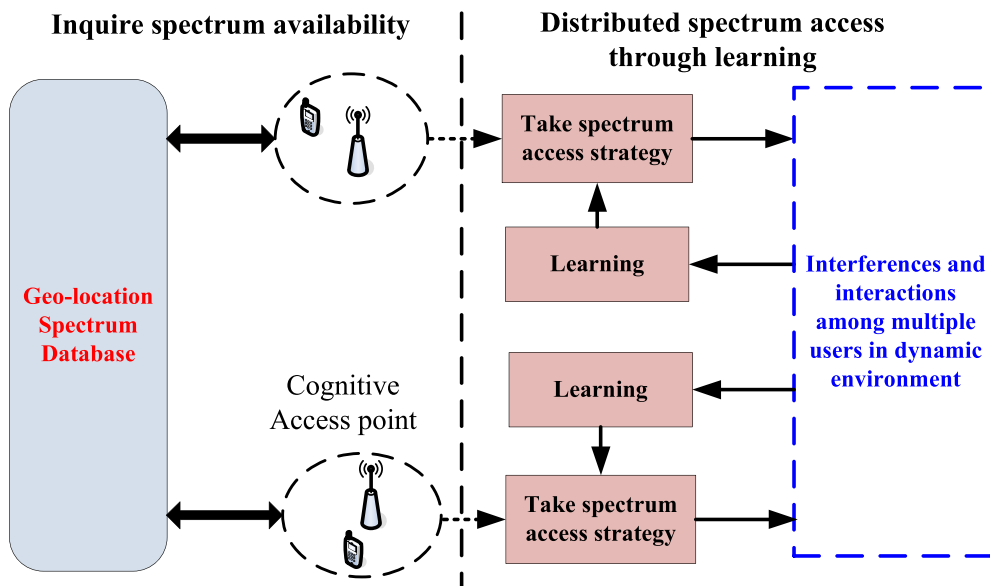 Inquire spectrum availability
Distributed spectrum access
through learning
Take spectrum
access strategy
Learning
Geo-location
Spectrum
Database
Interferences and
interactions
among multiple
users in dynamic
environment
Cognitive
Access point
Learning
Take spectrum
access strategy